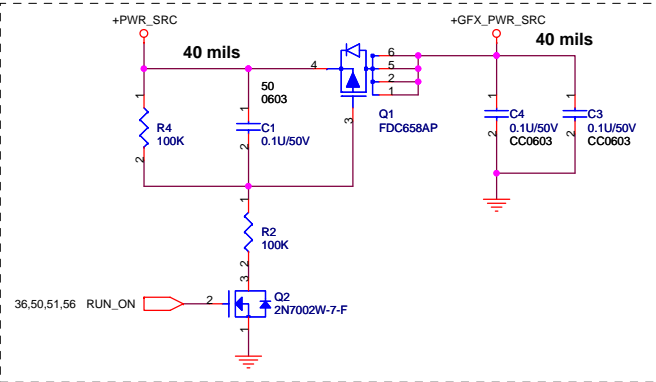 +PWR_SRC
+GFX_PWR_SRC
40 mils
40 mils
4
6
5
2
1
3
Q1
FDC658AP
1
R4
100K
2
50
0603
1
C1
0.1U/50V
2
1
C4
0.1U/50V
CC0603
2
1
C3
0.1U/50V
CC0603
2
1
R2
100K
2
3
36,50,51,56 RUN_ON
2
Q2
2N7002W-7-F
1